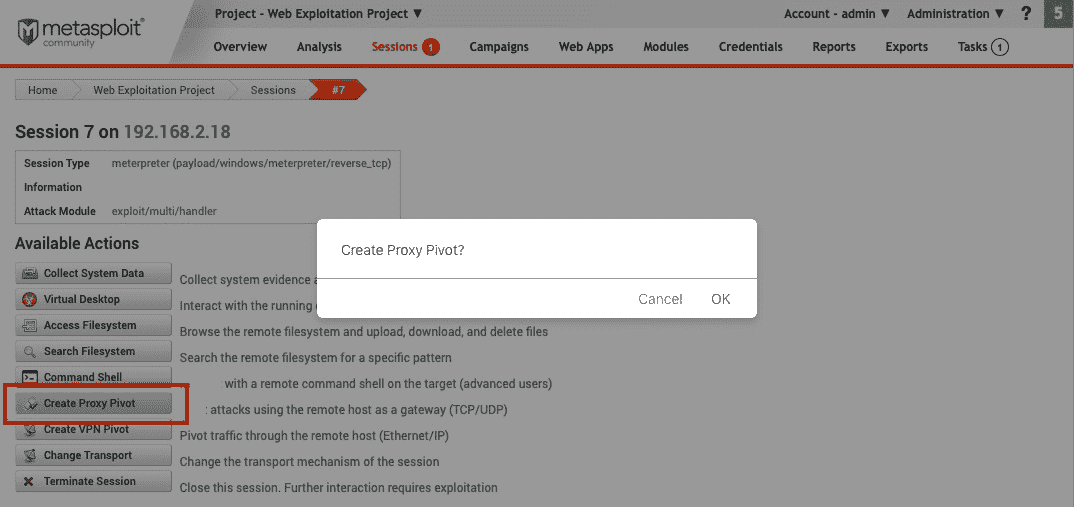 metasploit
community
Project - Web Exploitation Project ▼
Account - admin ▼ Administration ▼ ? 5
Overview Analysis Sessions 1 Campaigns Web Apps Modules Credentials Reports Exports Tasks 1
Home Web Exploitation Project Sessions #7
Session 7 on 192.168.2.18
Session Type meterpreter (payload/windows/meterpreter/reverse_tcp)
Information
Attack Module exploit/multi/handler
Available Actions
Collect System Data Collect system evidence
Virtual Desktop Interact with the running
Access Filesystem Browse the remote filesystem and upload, download, and delete files
Search Filesystem Search the remote filesystem for a specific pattern
Command Shell with a remote command shell on the target (advanced users)
Create Proxy Pivot attacks using the remote host as a gateway (TCP/UDP)
Create VPN Pivot Pivot traffic through the remote host (Ethernet/IP)
Change Transport Change the transport mechanism of the session
Terminate Session Close this session. Further interaction requires exploitation
Create Proxy Pivot?
Cancel OK